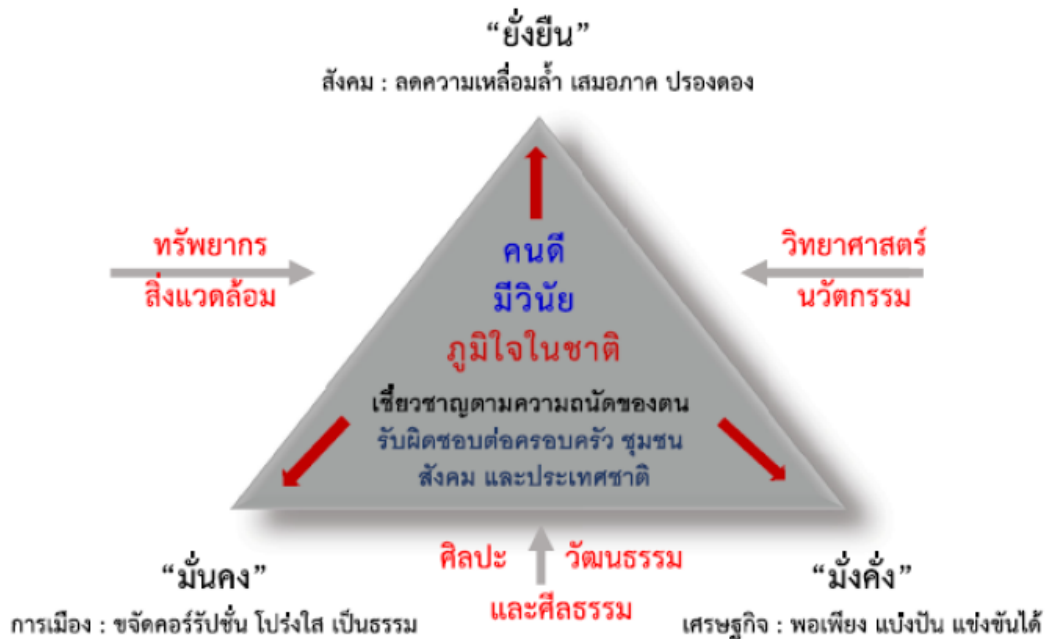 “ยั่งยืน”
สังคม : ลดความเหลื่อมล้ำ เสมอภาค ปรองดอง
ทรัพยากร
สิ่งแวดล้อม
วิทยาศาสตร์
นวัตกรรม
คนดี
มีวินัย
ภูมิใจในชาติ
เชี่ยวชาญตามความถนัดของตน
รับผิดชอบต่อครอบครัว ชุมชน
สังคม และประเทศชาติ
ศิลปะ วัฒนธรรม
และศีลธรรม
“มั่นคง”
การเมือง : ขจัดคอร์รัปชั่น โปร่งใส เป็นธรรม
“มั่งคั่ง”
เศรษฐกิจ : พอเพียง แบ่งปัน แข่งขันได้